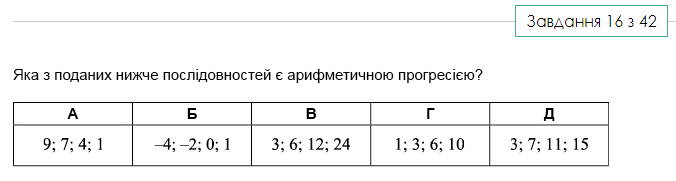 Завдання 16 з 42
Яка з поданих нижче послідовностей є арифметичною прогресією?
А Б В Г Д
9; 7; 4; 1 –4; –2; 0; 1 3; 6; 12; 24 1; 3; 6; 10 3; 7; 11; 15